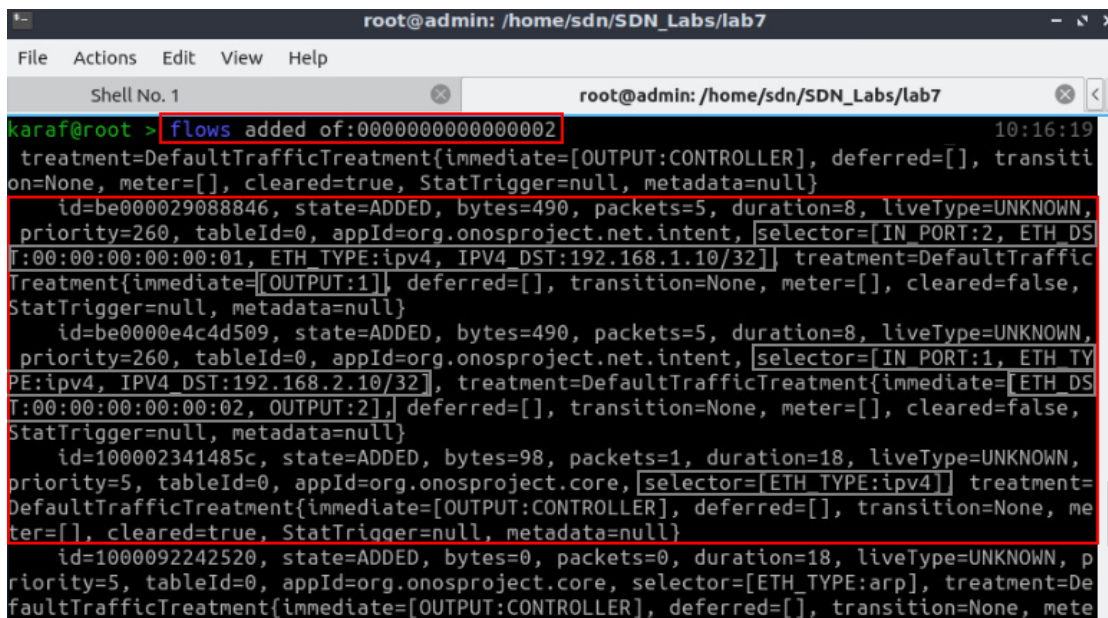 root@admin: /home/sdn/SDN_Labs/lab7
File Actions Edit View Help
Shell No. 1 root@admin: /home/sdn/SDN_Labs/lab7
karaf@root > flows added of:0000000000000002 10:16:19
treatment=DefaultTrafficTreatment{immediate=[OUTPUT:CONTROLLER], deferred=[], transiti
on=None, meter=[], cleared=true, StatTrigger=null, metadata=null}
id=be000029088846, state=ADDED, bytes=490, packets=5, duration=8, liveType=UNKNOWN,
priority=260, tableId=0, appId=org.onosproject.net.intent, selector=[IN_PORT:2, ETH_DS
T:00:00:00:00:00:01, ETH_TYPE:ipv4, IPV4_DST:192.168.1.10/32], treatment=DefaultTraffic
Treatment{immediate=[OUTPUT:1], deferred=[], transition=None, meter=[], cleared=false,
StatTrigger=null, metadata=null}
id=be0000e4c4d509, state=ADDED, bytes=490, packets=5, duration=8, liveType=UNKNOWN,
priority=260, tableId=0, appId=org.onosproject.net.intent, selector=[IN_PORT:1, ETH_TY
PE:ipv4, IPV4_DST:192.168.2.10/32], treatment=DefaultTrafficTreatment{immediate=[ETH_DS
T:00:00:00:00:00:02, OUTPUT:2], deferred=[], transition=None, meter=[], cleared=false,
StatTrigger=null, metadata=null}
id=100002341485c, state=ADDED, bytes=98, packets=1, duration=18, liveType=UNKNOWN,
priority=5, tableId=0, appId=org.onosproject.core, selector=[ETH_TYPE:ipv4], treatment=
DefaultTrafficTreatment{immediate=[OUTPUT:CONTROLLER], deferred=[], transition=None, me
ter=[], cleared=true, StatTrigger=null, metadata=null}
id=1000092242520, state=ADDED, bytes=0, packets=0, duration=18, liveType=UNKNOWN, p
riority=5, tableId=0, appId=org.onosproject.core, selector=[ETH_TYPE:arp], treatment=De
faultTrafficTreatment{immediate=[OUTPUT:CONTROLLER], deferred=[], transition=None, mete